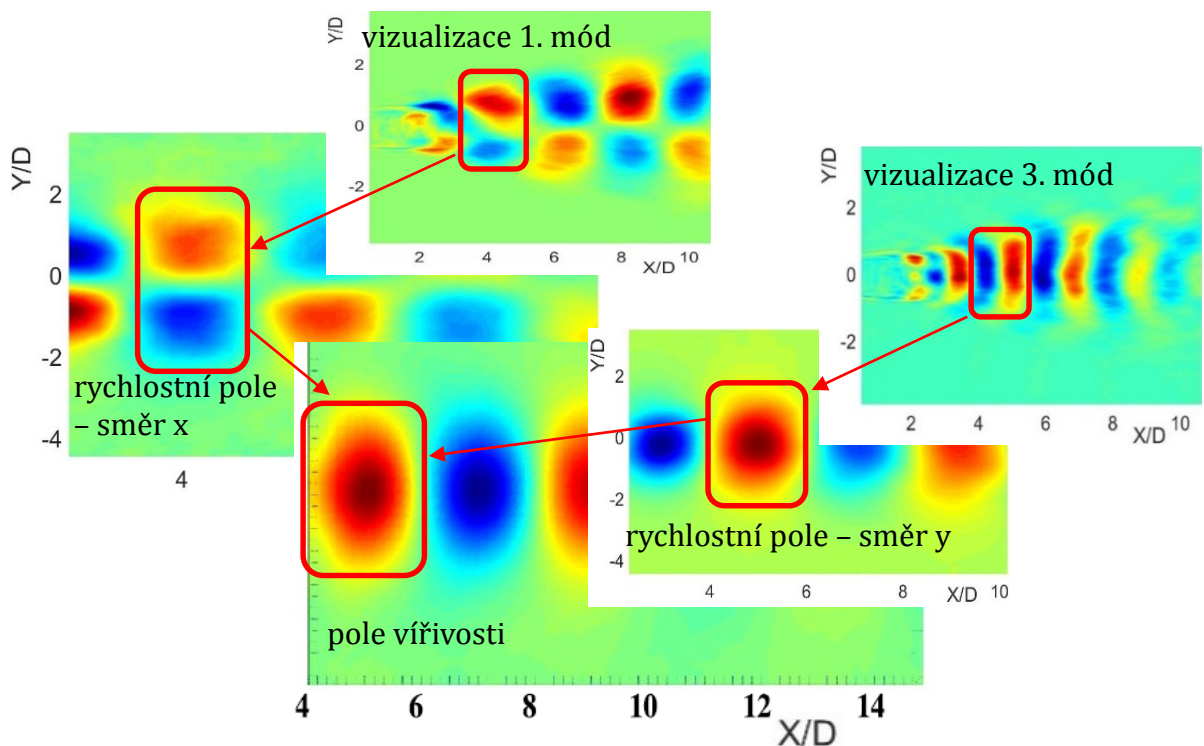 vizualizace 1. mód
Y/D
2
0
-2
2 4 6 8 10
X/D
Y/D
2
0
-2
-4
rychlostní pole
– směr x
4
vizualizace 3. mód
Y/D
2
0
-2
2 4 6 8 10
X/D
Y/D
2
0
-2
-4
rychlostní pole – směr y
4 6 8 X/D 10
pole vířivosti
4 6 8 10 12 14
X/D